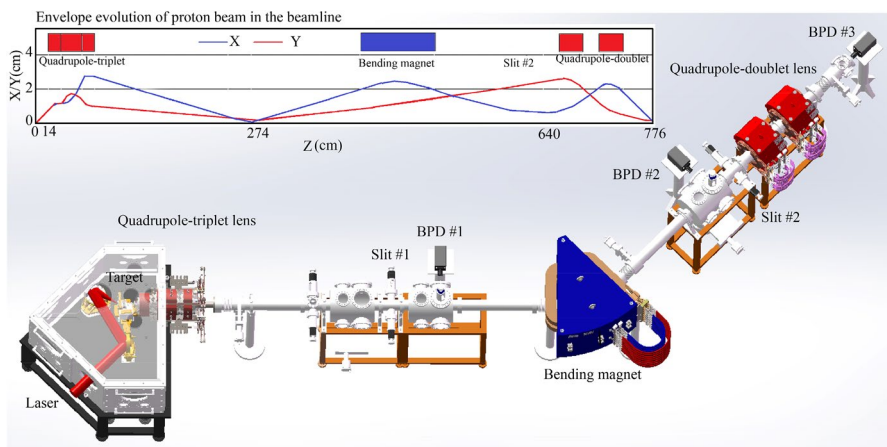 Envelope evolution of proton beam in the beamline
X/Y(cm)
4
2
0
Quadrupole-triplet
X
Y
Bending magnet
Slit #2
Quadrupole-doublet
0 14
274
640
776
Z (cm)
BPD #3
Quadrupole-doublet lens
BPD #2
Slit #2
Quadrupole-triplet lens
BPD #1
Slit #1
Target
Laser
Bending magnet